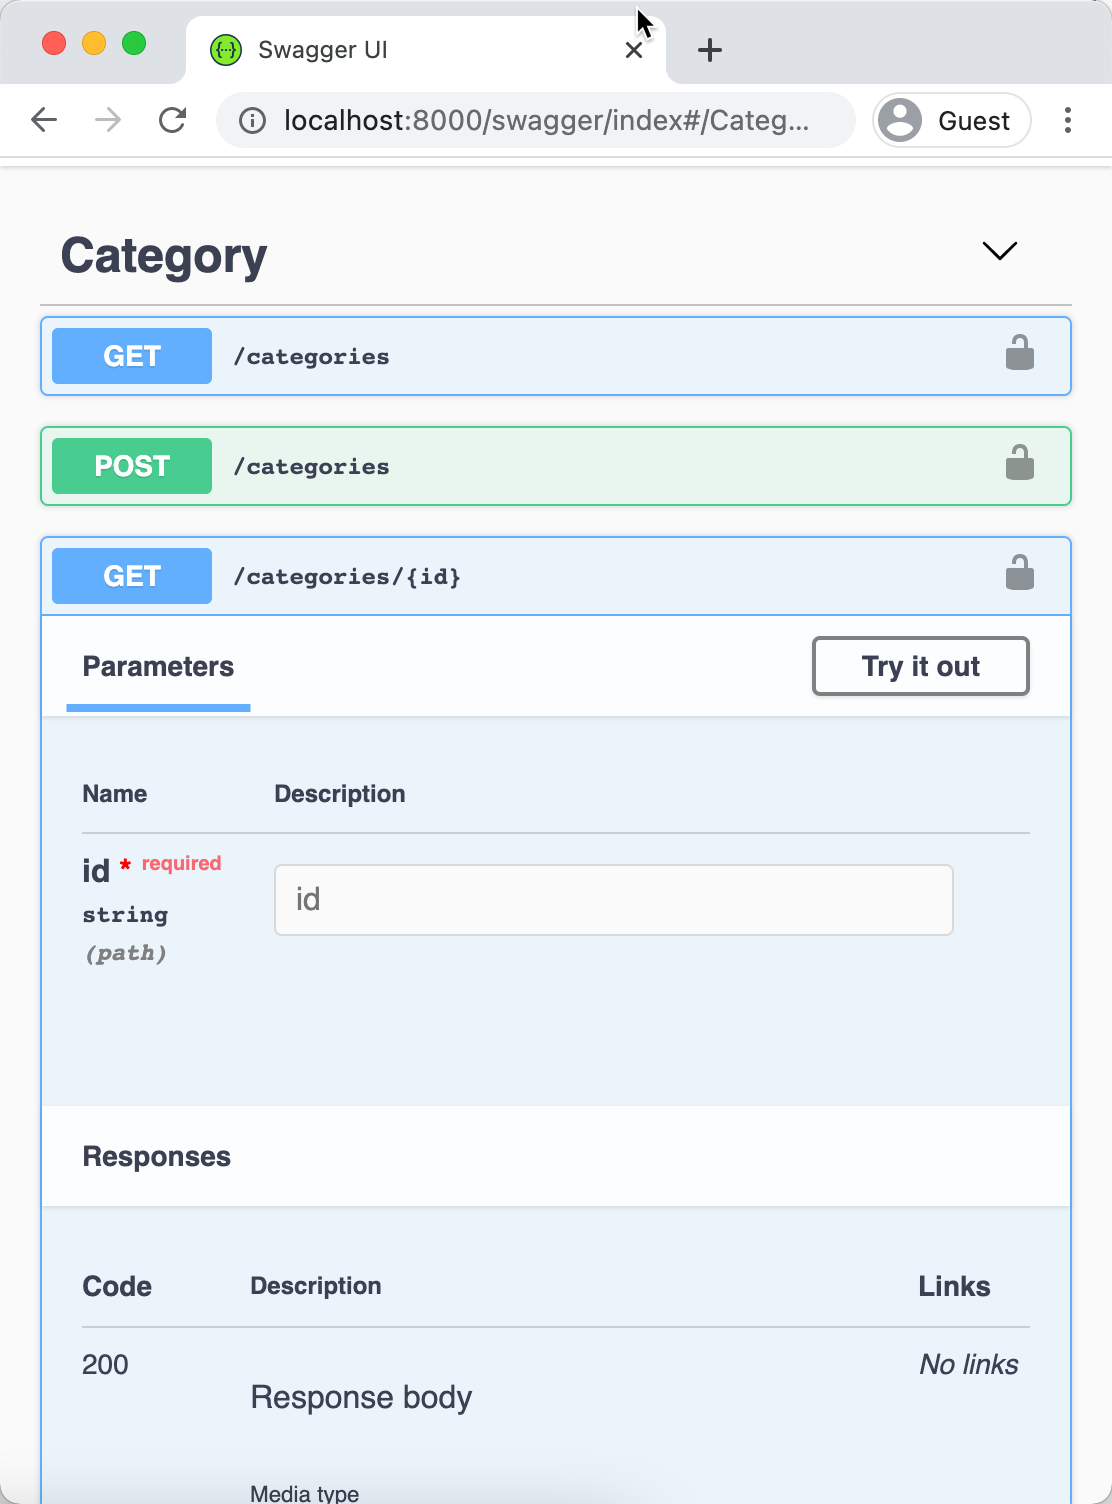 Swagger UI
localhost:8000/swagger/index#/Categ...
Guest
Category
GET /categories
POST /categories
GET /categories/{id}
Parameters
Try it out
Name Description
id * required
id
string
(path)
Responses
Code Description Links
200 No links
Response body
Media type